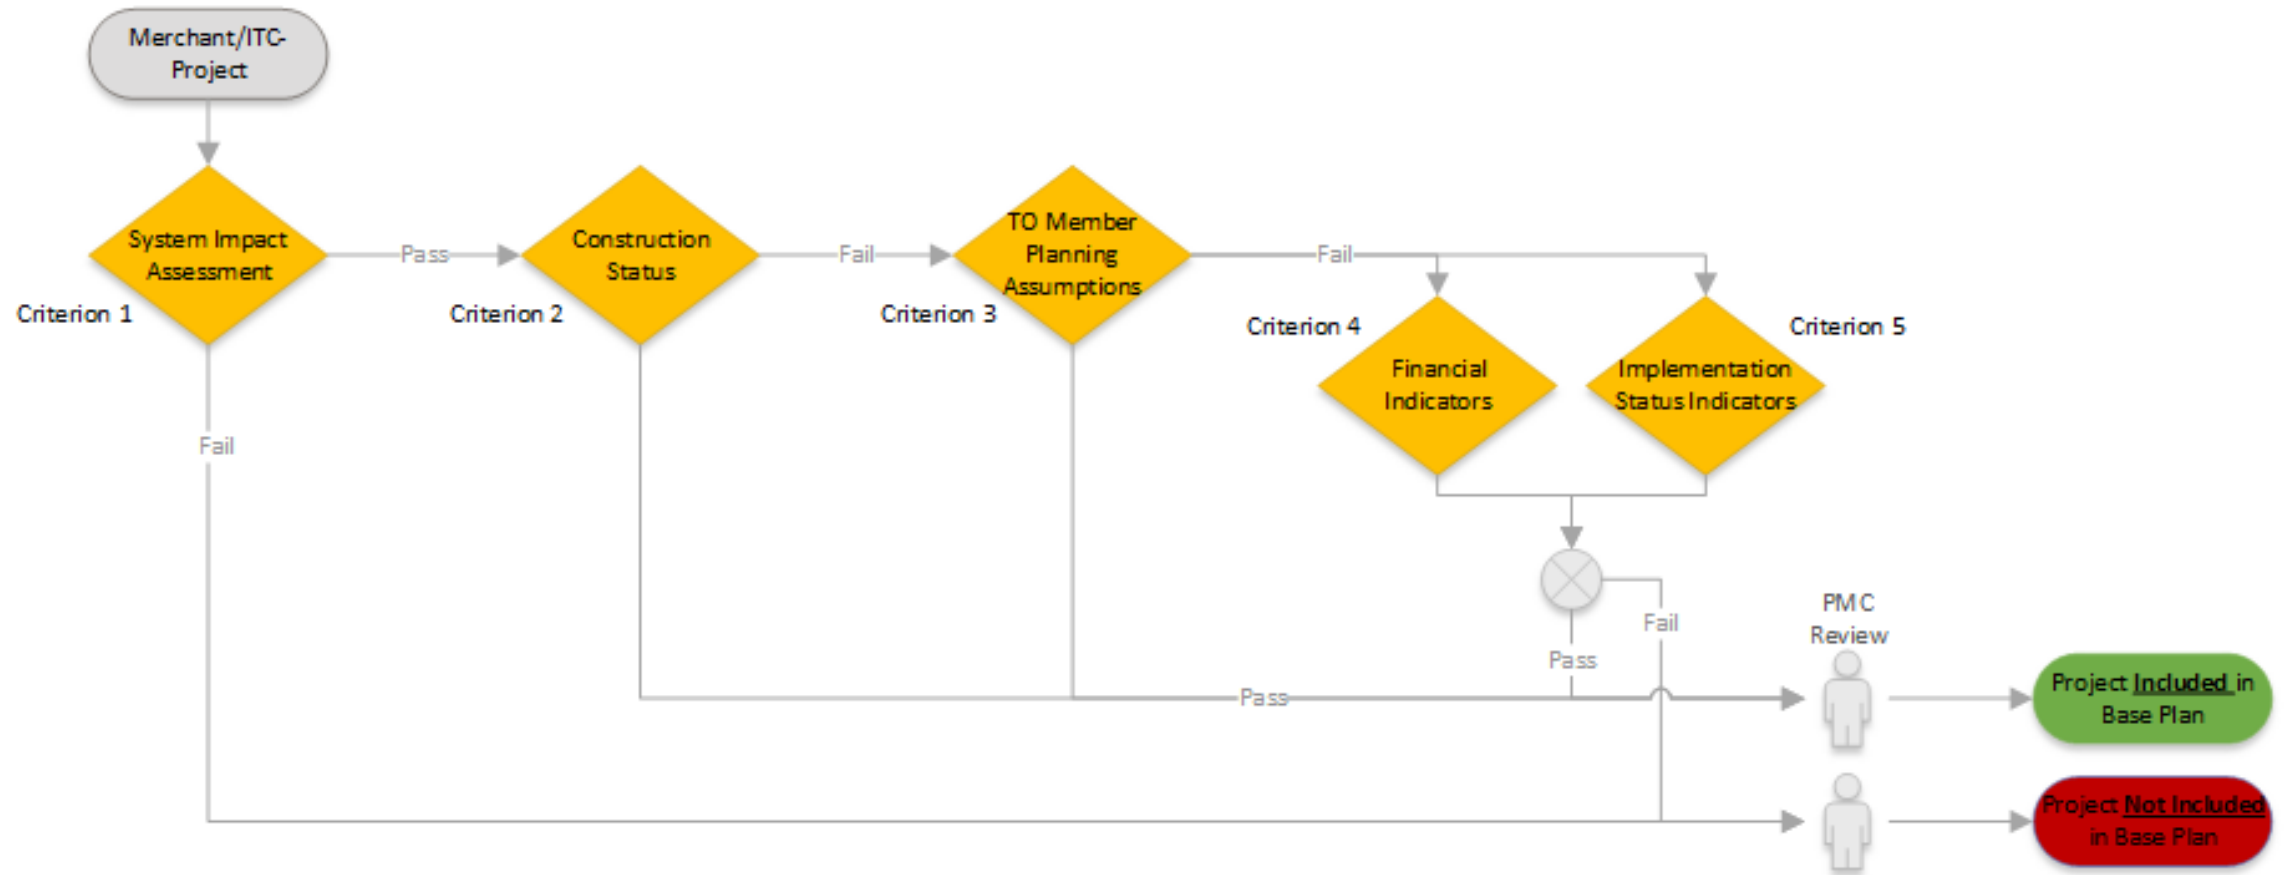 Merchant/ITC-
Project
System Impact
Assessment
Criterion 1
Pass
Construction
Status
Criterion 2
Fail
TO Member
Planning
Assumptions
Criterion 3
Fail
Criterion 4
Financial
Indicators
Criterion 5
Implementation
Status Indicators
Fail
Fail
Pass
Pass
PMC
Review
Project Included in
Base Plan
Project Not Included
in Base Plan